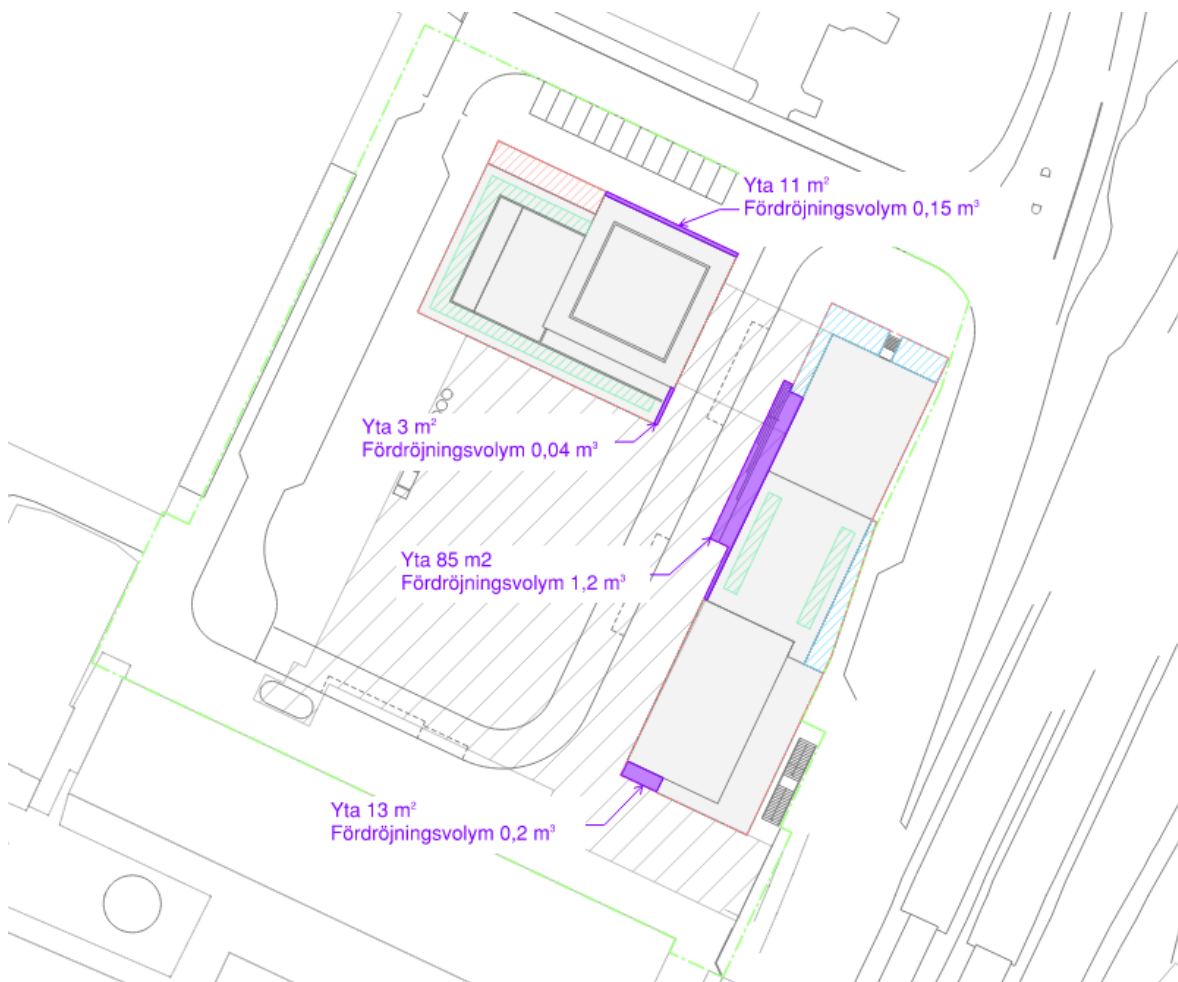 Yta 11 m²
Fördröjningsvolym 0,15 m³
Yta 3 m²
Fördröjningsvolym 0,04 m³
Yta 85 m2
Fördröjningsvolym 1,2 m³
Yta 13 m²
Fördröjningsvolym 0,2 m³